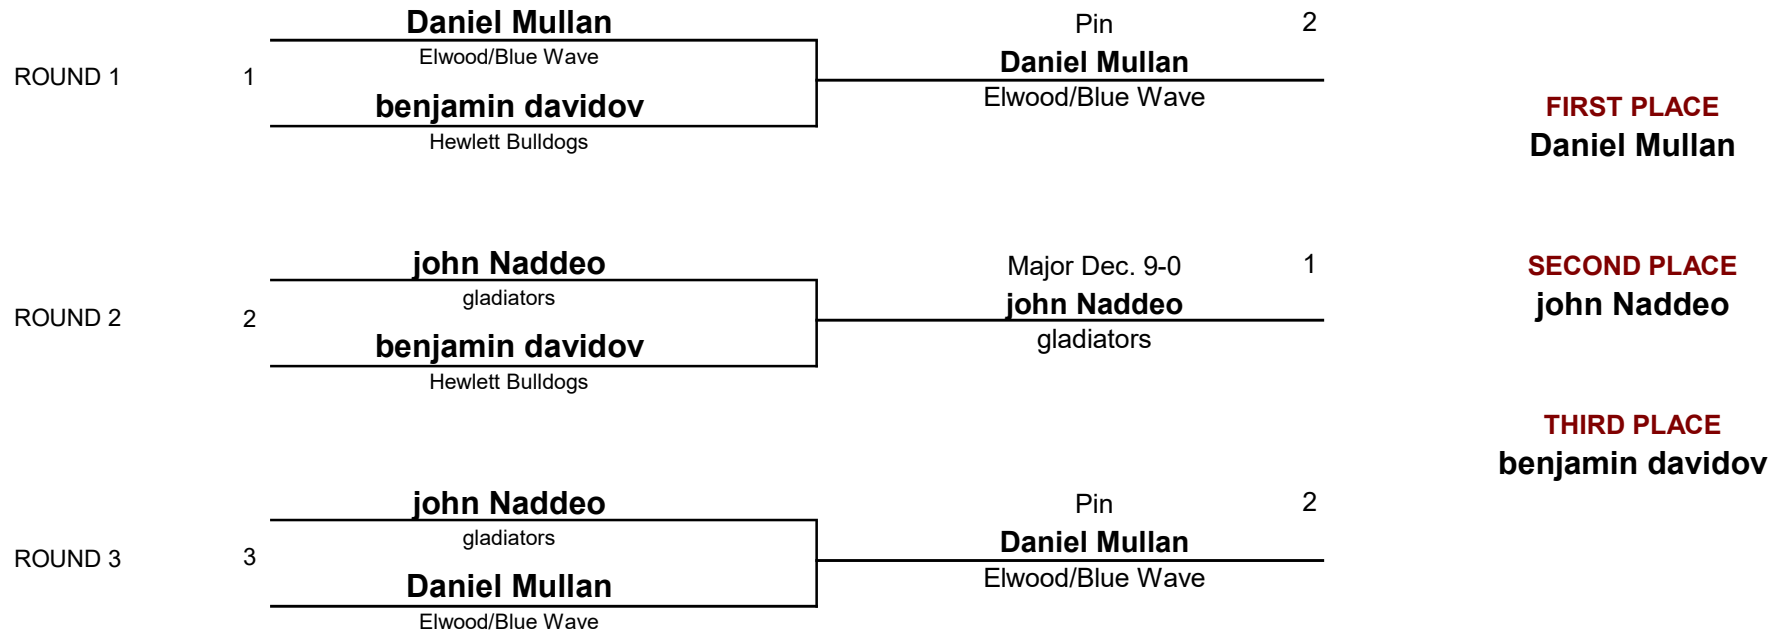 Daniel Mullan
Elwood/Blue Wave
ROUND 1
1
benjamin davidov
Hewlett Bulldogs
Pin
2
Daniel Mullan
Elwood/Blue Wave
john Naddeo
gladiators
ROUND 2
2
benjamin davidov
Hewlett Bulldogs
Major Dec. 9-0
1
john Naddeo
gladiators
john Naddeo
gladiators
ROUND 3
3
Daniel Mullan
Elwood/Blue Wave
Pin
2
Daniel Mullan
Elwood/Blue Wave
FIRST PLACE
Daniel Mullan
SECOND PLACE
john Naddeo
THIRD PLACE
benjamin davidov